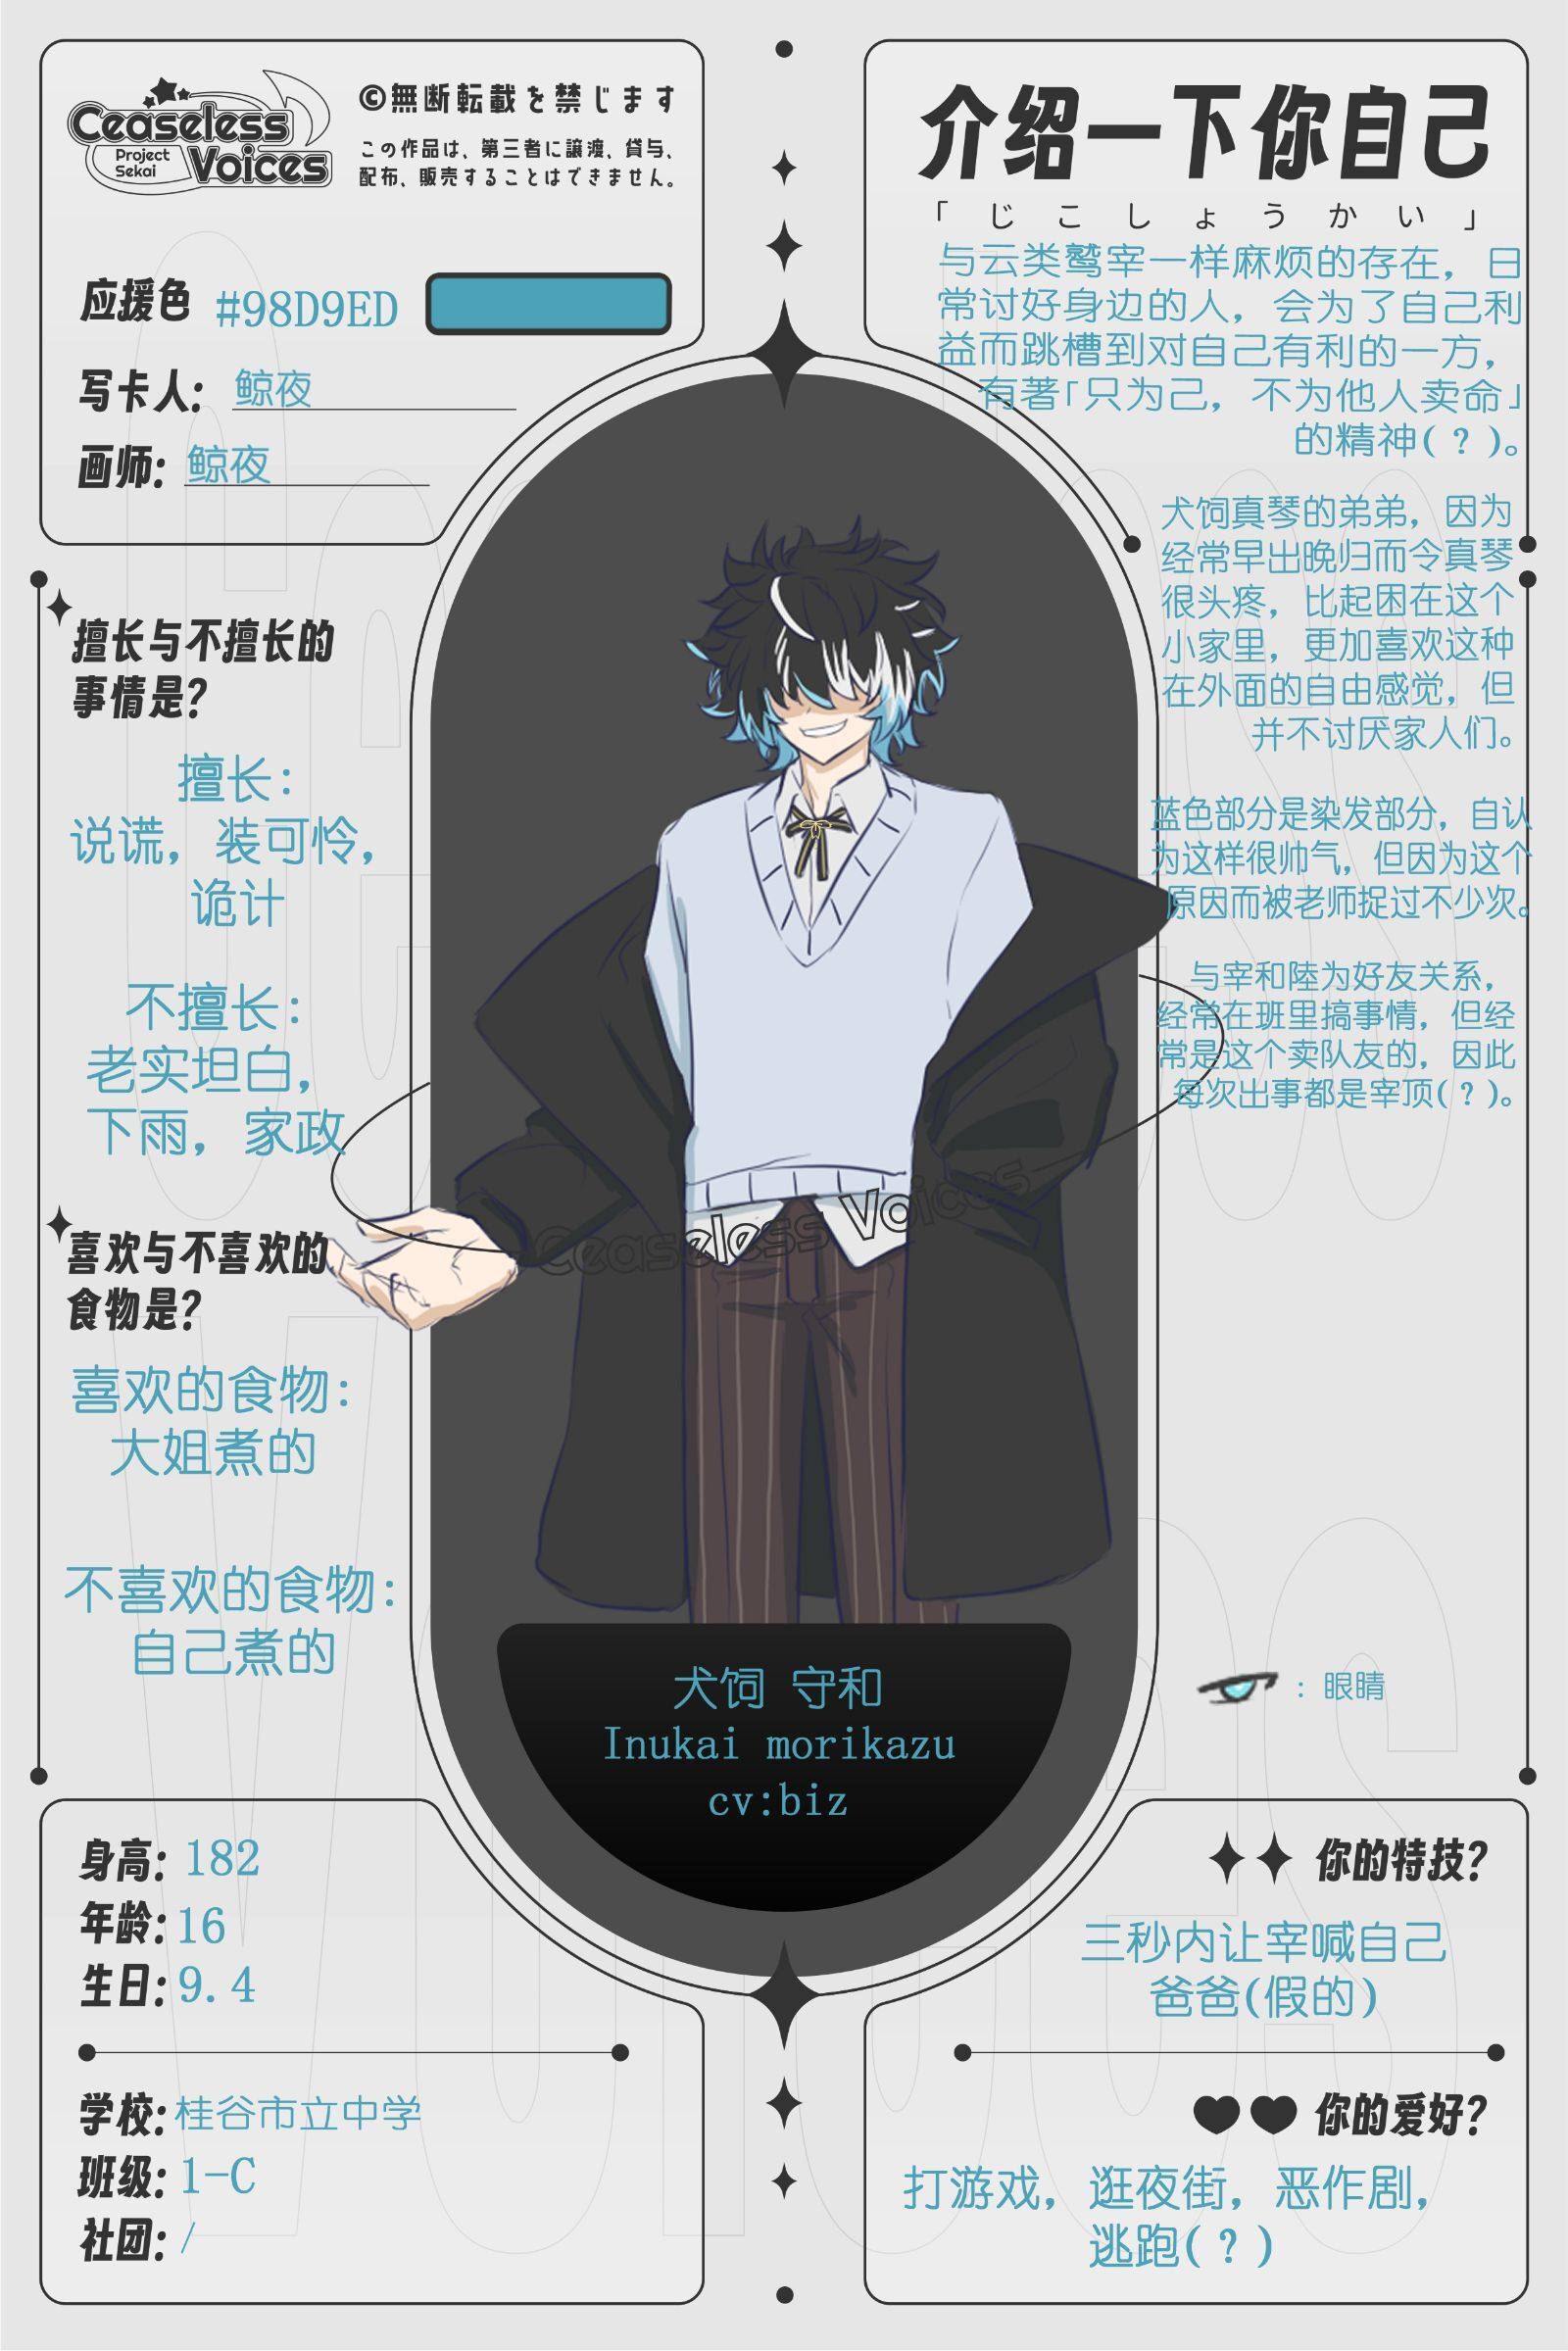 Ceaseless
Project
Sekai
Voices
©無断転載を禁じます
この作品は、第三者に譲渡、貸与、
配布、販売することはできません。
应援色 #98D9ED
写卡人: 鲸夜
画师: 鲸夜
介绍一下你自己
「じこしょうかい」
与云类鹫宰一样麻烦的存在，日
常讨好身边的人，会为了自己利
益而跳槽到对自己有利的一方，
有著「只为己，不为他人卖命」
的精神(？)。
犬饲真琴的弟弟，因为
经常早出晚归而令真琴
很头疼，比起困在这个
小家里，更加喜欢这种
在外面的自由感觉，但
并不讨厌家人们。
蓝色部分是染发部分，自认
为这样很帅气，但因为这个
原因而被老师捉过不少次。
与宰和陸为好友关系，
经常在班里搞事情，但经
常是这个卖队友的，因此
每次出事都是宰顶(？)。
：眼睛
擅长与不擅长的
事情是?
擅长：
说谎，装可怜，
诡计
不擅长：
老实坦白，
下雨，家政
喜欢与不喜欢的
食物是?
喜欢的食物：
大姐煮的
不喜欢的食物：
自己煮的
Ceaseless Voices
犬饲 守和
Inukai morikazu
cv:biz
身高: 182
年龄: 16
生日: 9.4
学校: 桂谷市立中学
班级: 1-C
社团: /
你的特技?
三秒内让宰喊自己
爸爸(假的)
你的爱好?
打游戏，逛夜街，恶作剧，
逃跑(？)